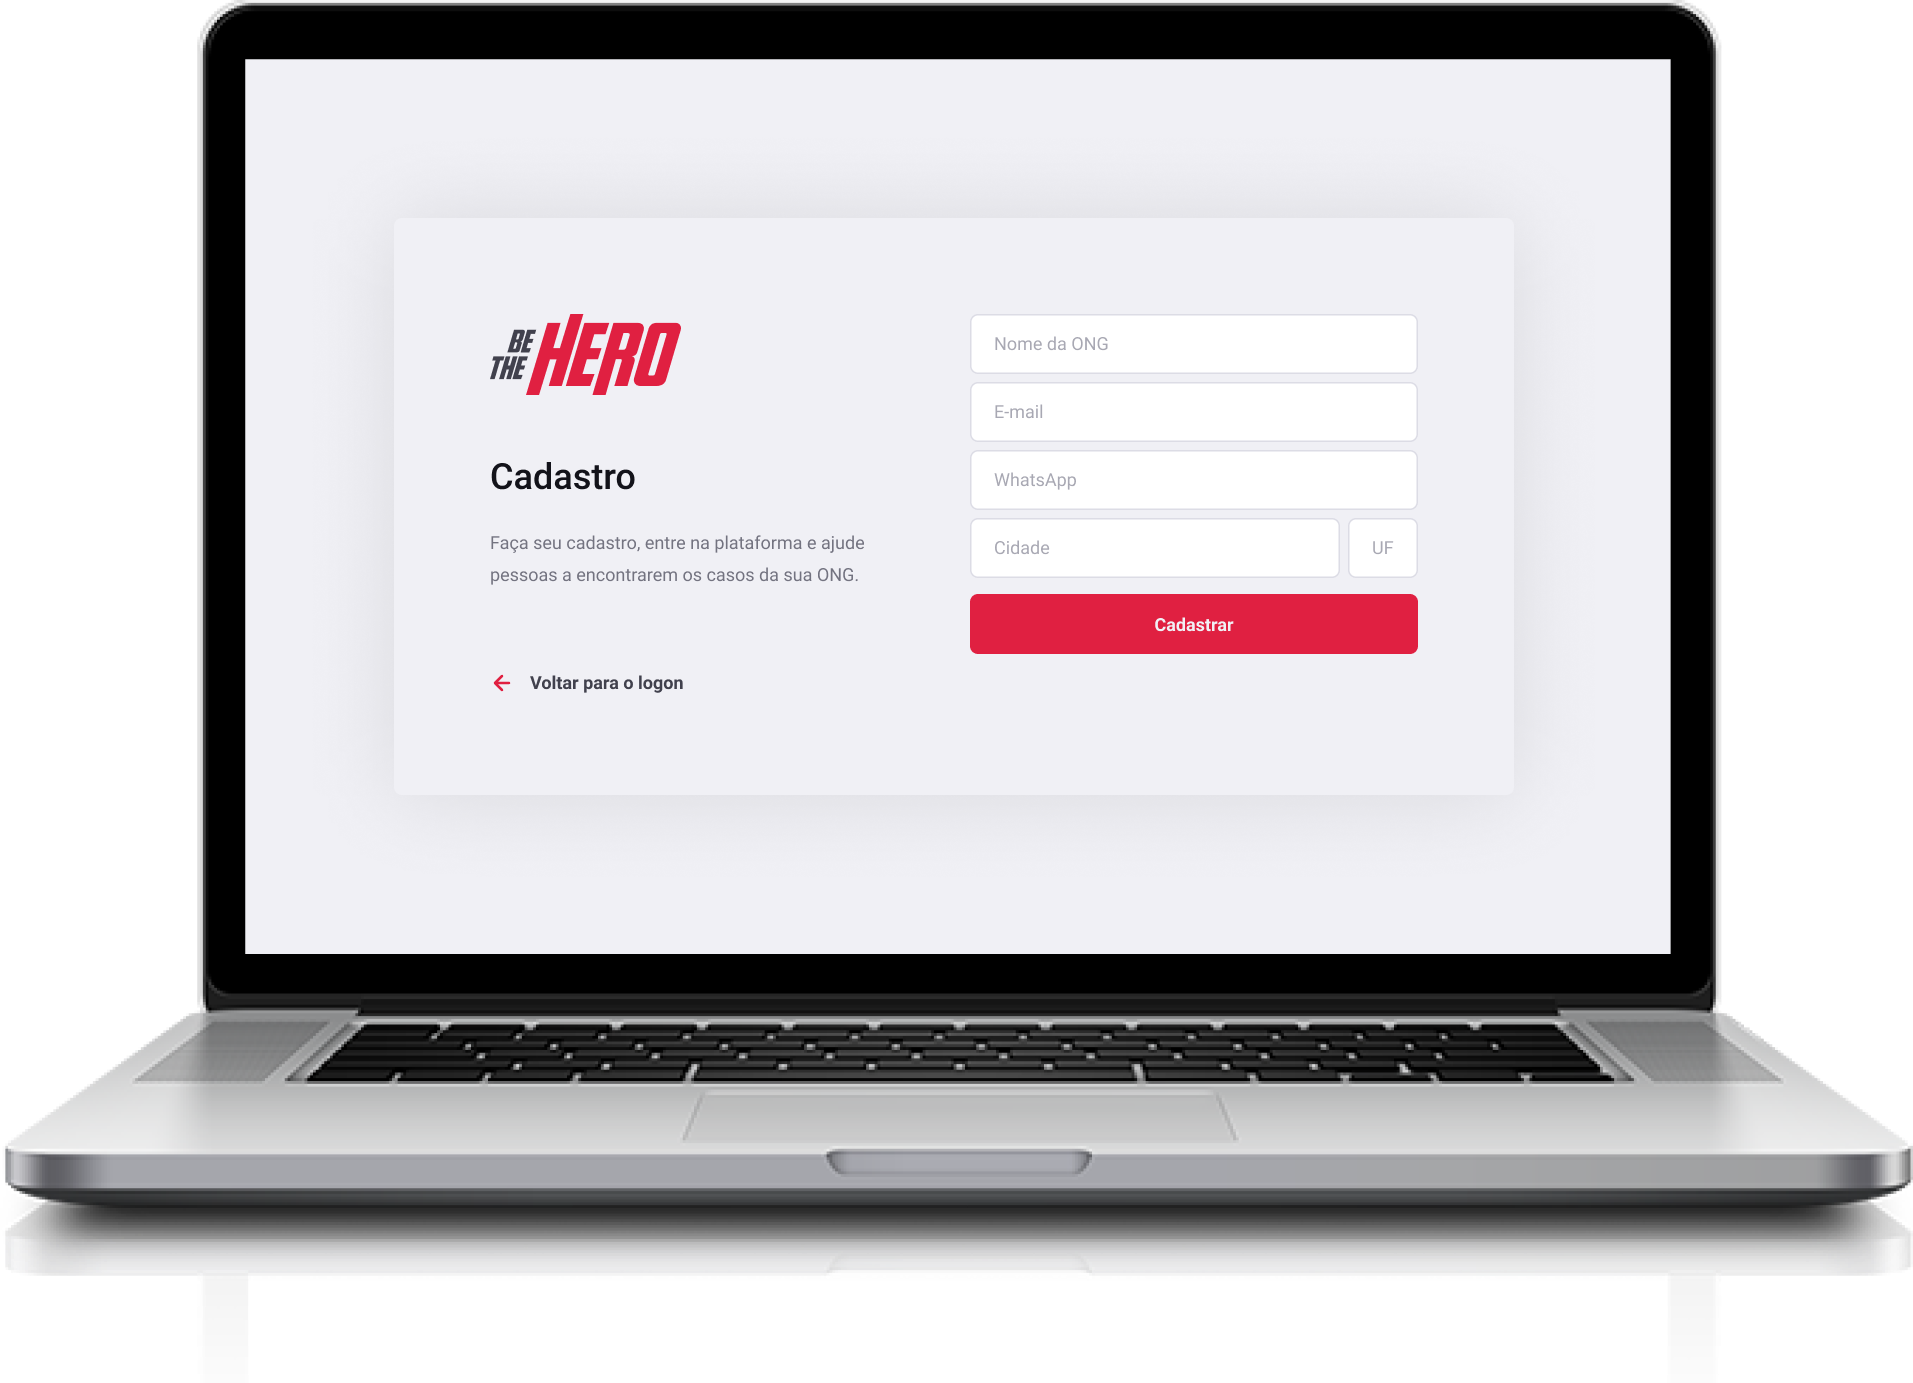 BE
THE
HERO
Cadastro
Faça seu cadastro, entre na plataforma e ajude
pessoas a encontrarem os casos da sua ONG.
Voltar para o logon
Nome da ONG
E-mail
WhatsApp
Cidade
UF
Cadastrar